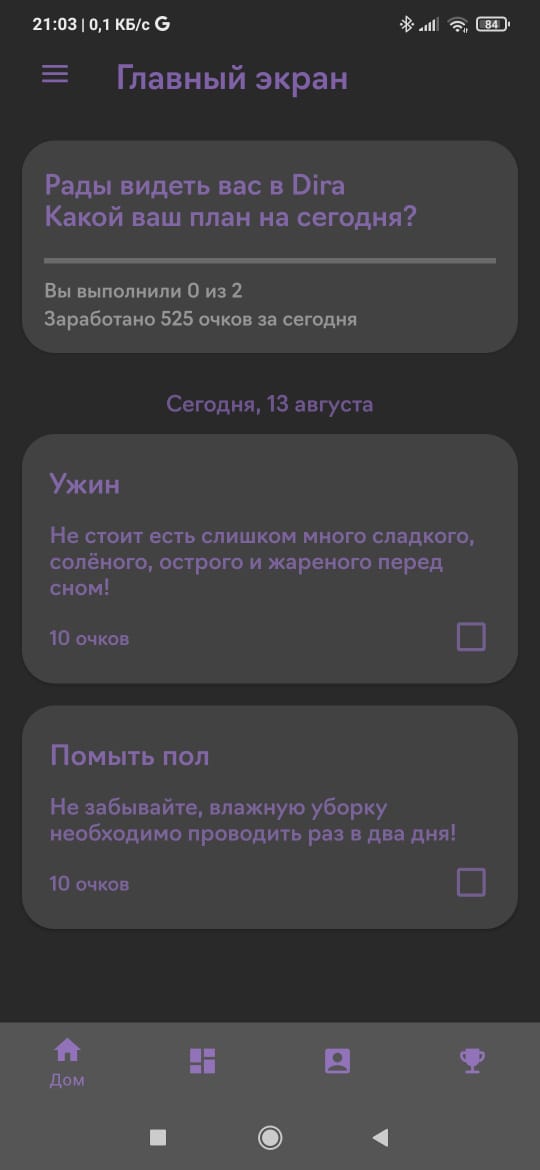 21:03 | 0,1 КБ/с G
84
Главный экран
Рады видеть вас в Dira
Какой ваш план на сегодня?
Вы выполнили 0 из 2
Заработано 525 очков за сегодня
Сегодня, 13 августа
Ужин
Не стоит есть слишком много сладкого,
солёного, острого и жареного перед
сном!
10 очков
Помыть пол
Не забывайте, влажную уборку
необходимо проводить раз в два дня!
10 очков
Дом